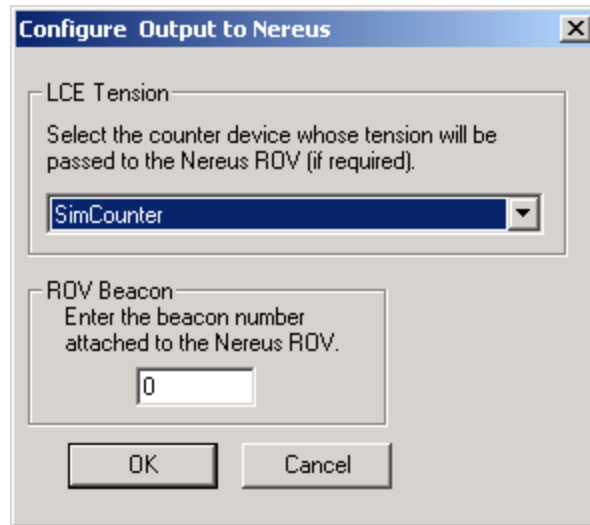 Configure Output to Nereus
LCE Tension
Select the counter device whose tension will be
passed to the Nereus ROV (if required).
SimCounter
ROV Beacon
Enter the beacon number
attached to the Nereus ROV.
0
OK
Cancel